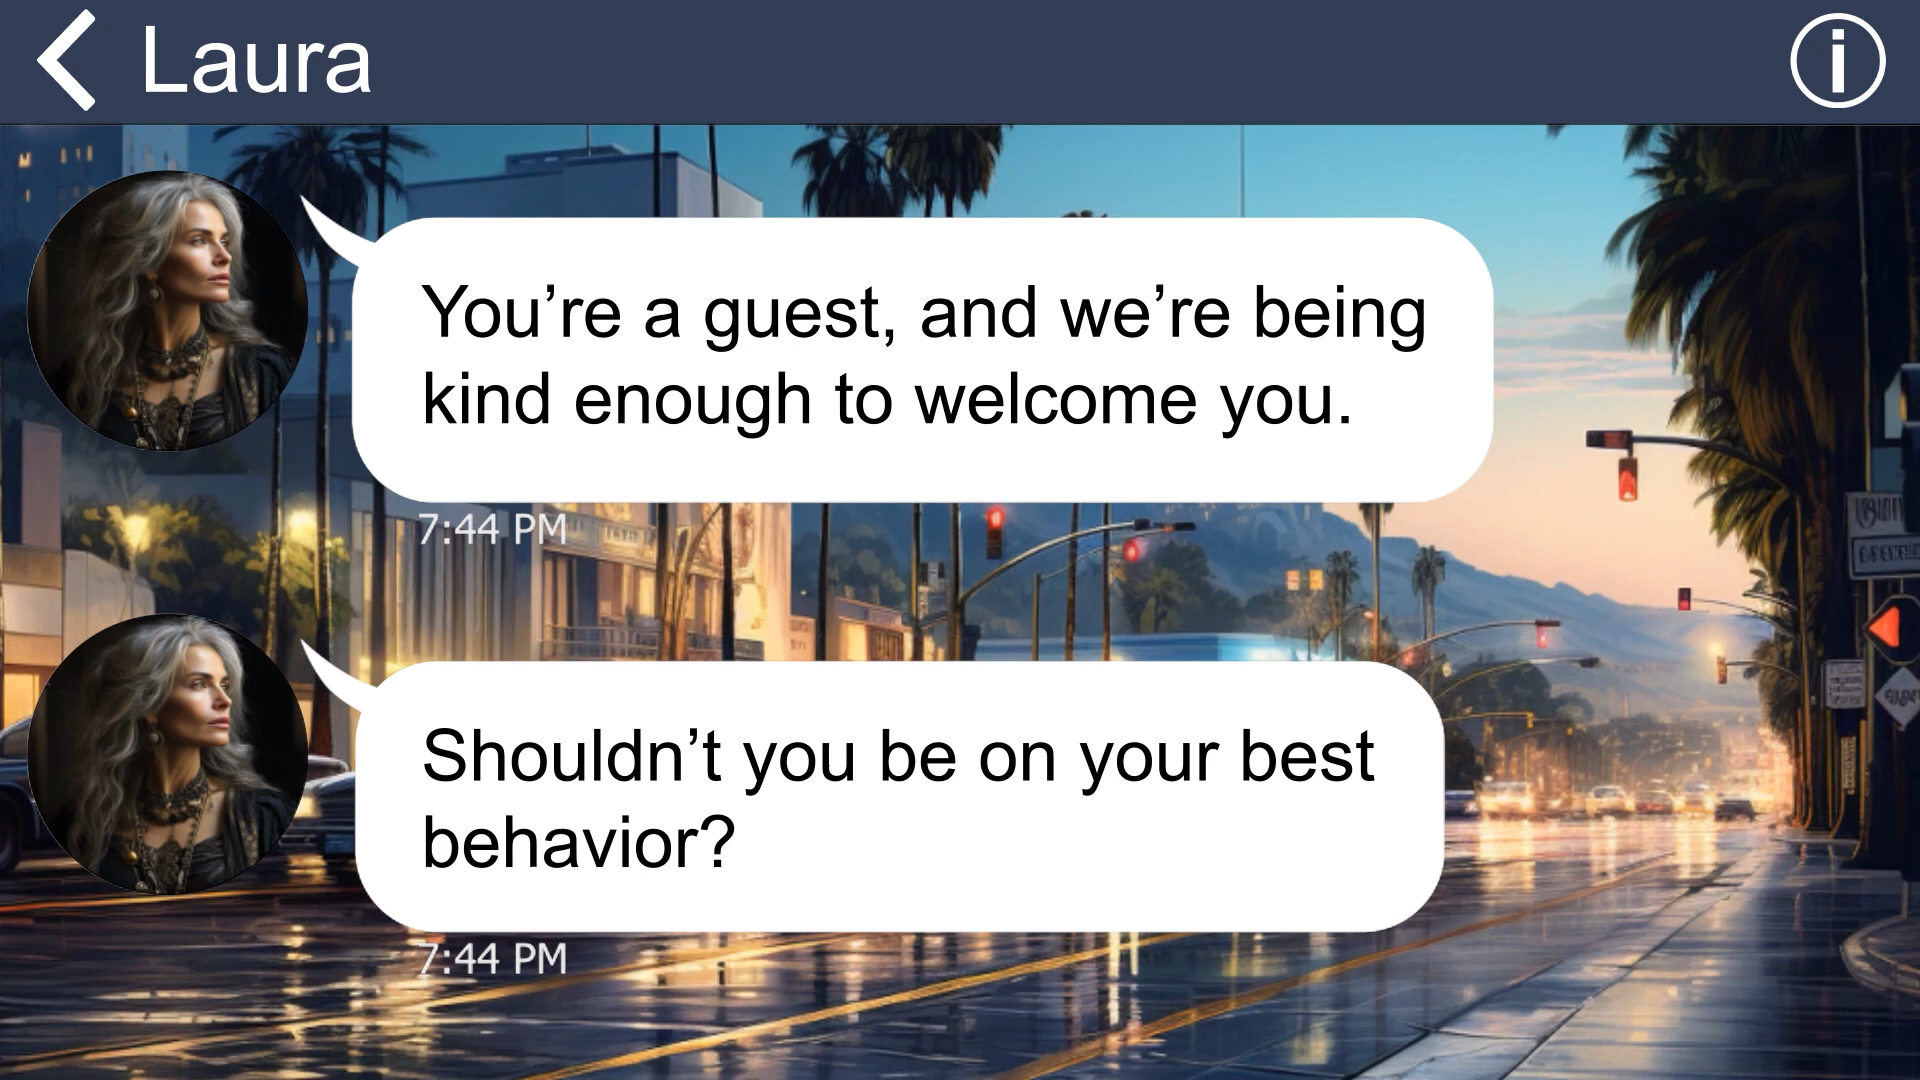 Laura
You’re a guest, and we’re being
kind enough to welcome you.
7:44 PM
Shouldn’t you be on your best
behavior?
7:44 PM